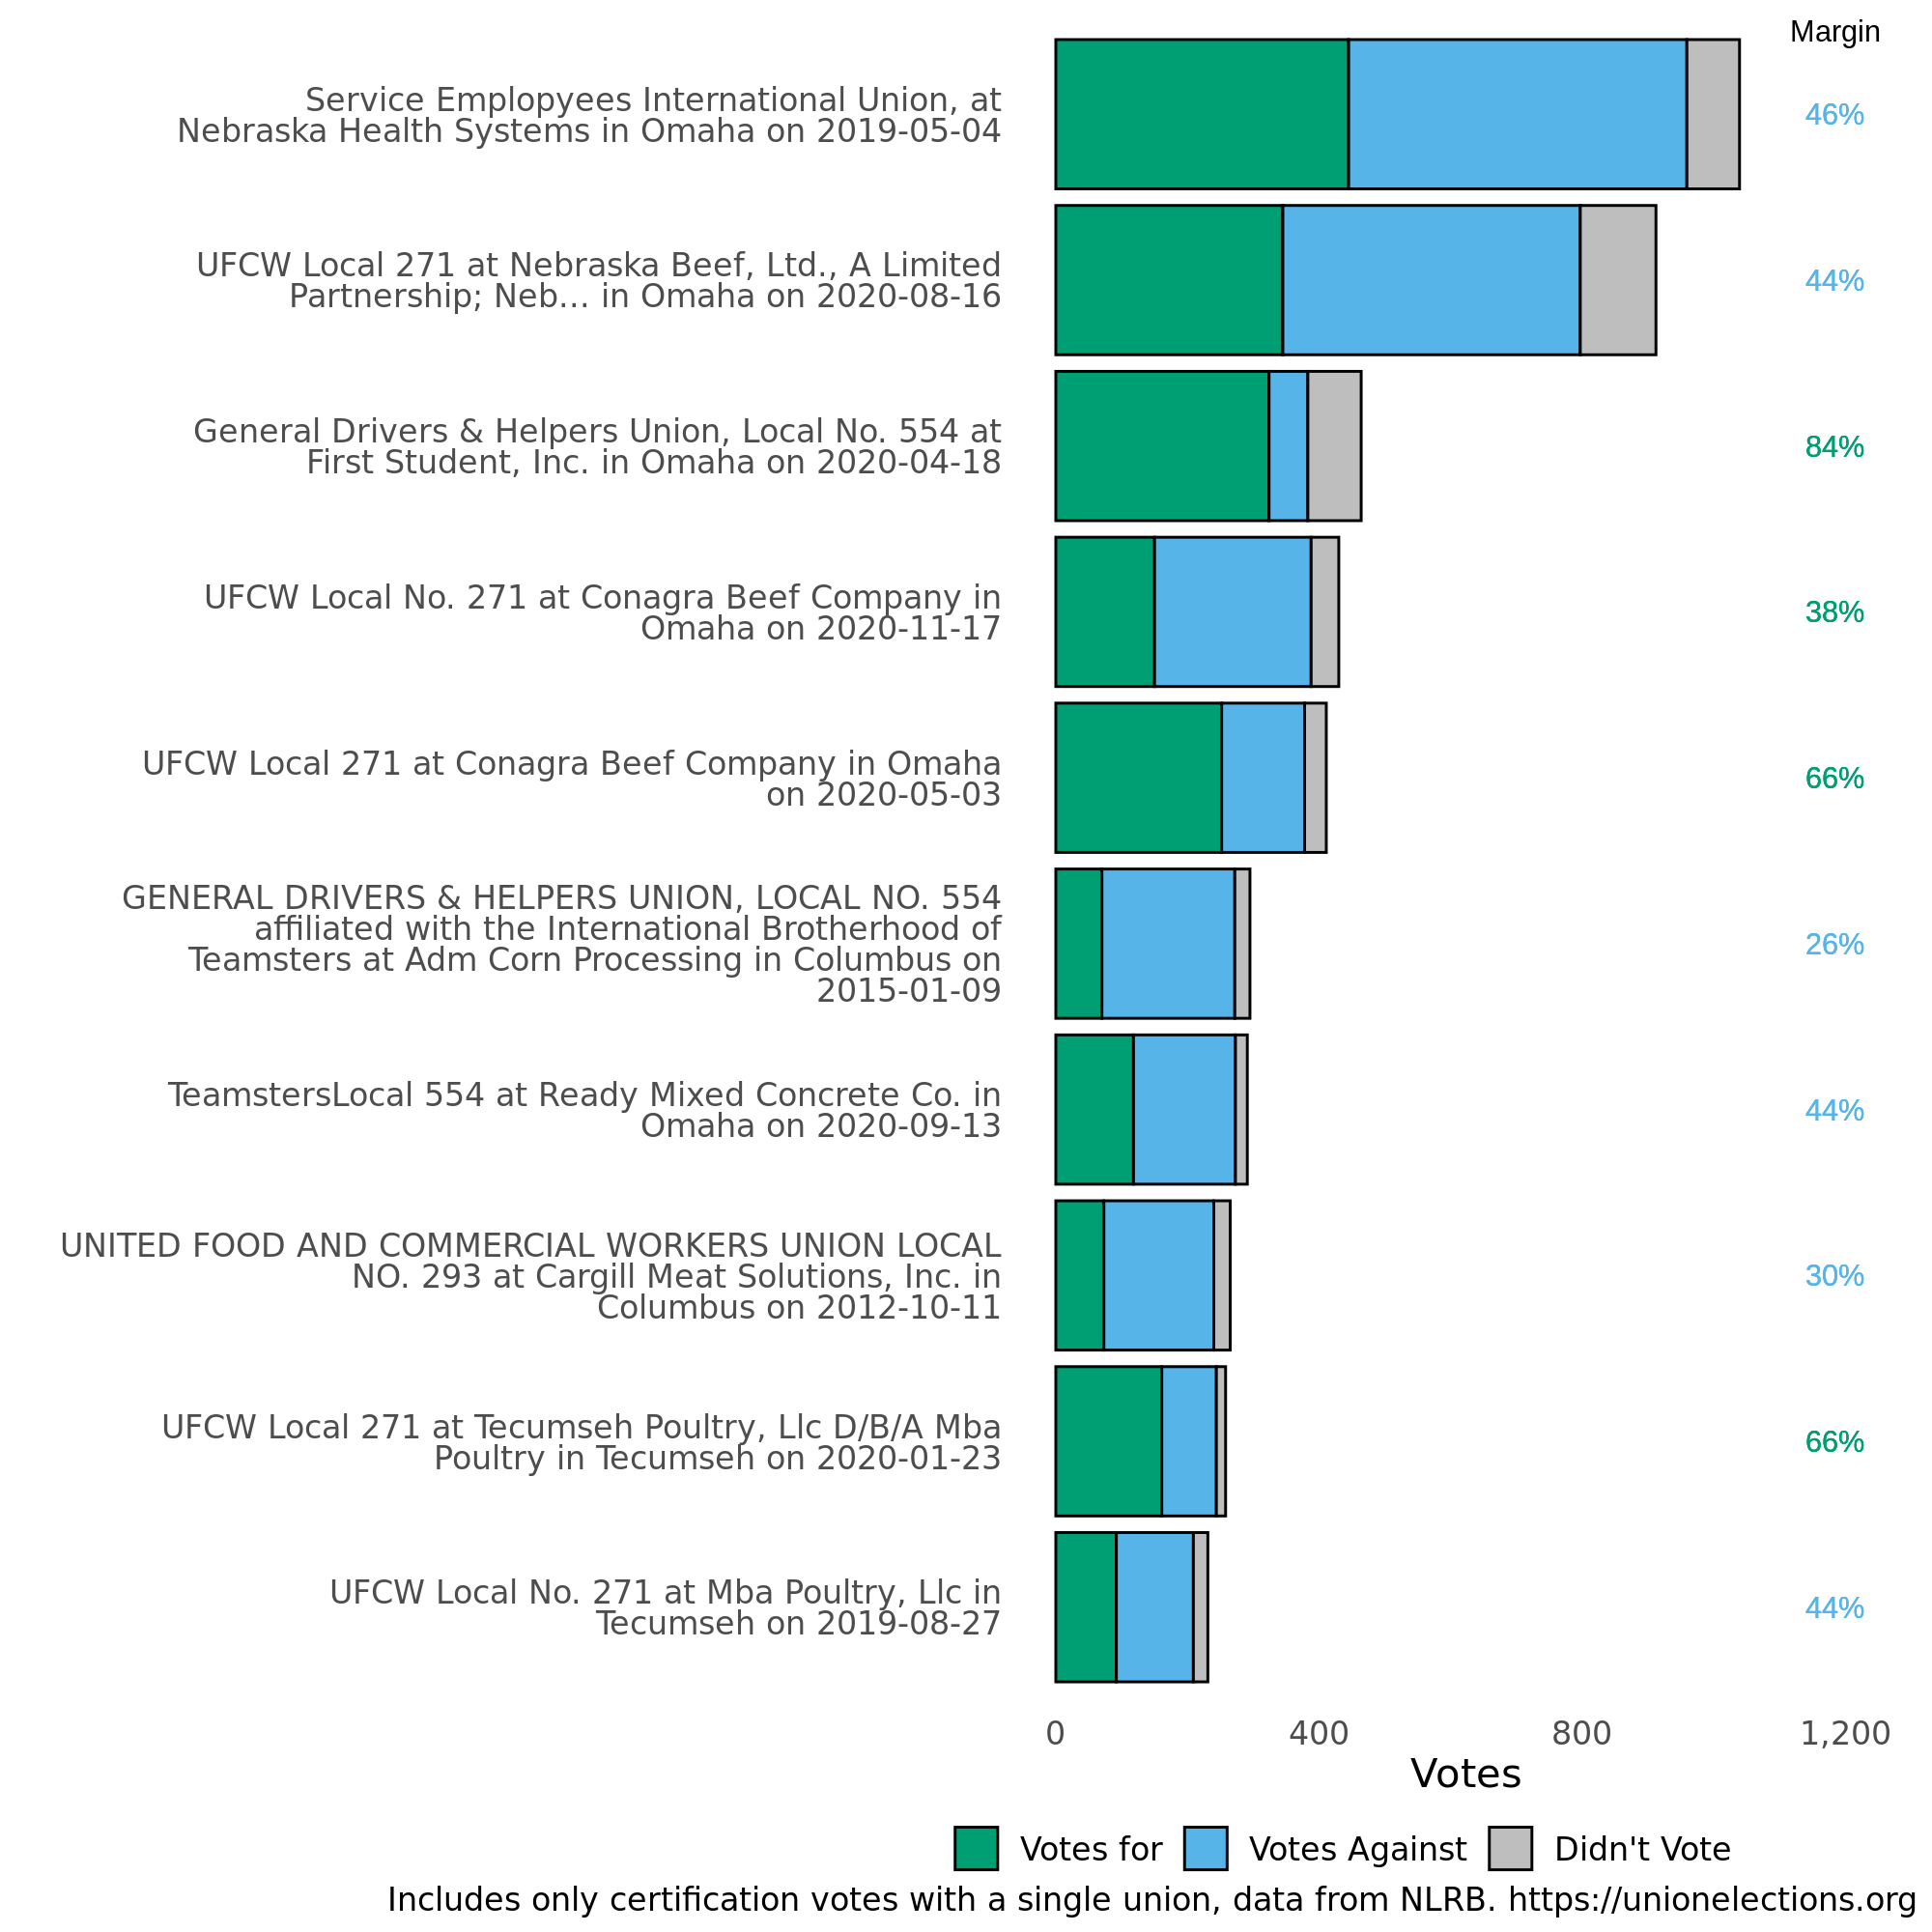 Margin
Service Emplopyees International Union, at
Nebraska Health Systems in Omaha on 2019-05-04
46%
UFCW Local 271 at Nebraska Beef, Ltd., A Limited
Partnership; Neb... in Omaha on 2020-08-16
44%
General Drivers & Helpers Union, Local No. 554 at
First Student, Inc. in Omaha on 2020-04-18
84%
UFCW Local No. 271 at Conagra Beef Company in
Omaha on 2020-11-17
38%
UFCW Local 271 at Conagra Beef Company in Omaha
on 2020-05-03
66%
GENERAL DRIVERS & HELPERS UNION, LOCAL NO. 554
affiliated with the International Brotherhood of
Teamsters at Adm Corn Processing in Columbus on
2015-01-09
26%
TeamstersLocal 554 at Ready Mixed Concrete Co. in
Omaha on 2020-09-13
44%
UNITED FOOD AND COMMERCIAL WORKERS UNION LOCAL
NO. 293 at Cargill Meat Solutions, Inc. in
Columbus on 2012-10-11
30%
UFCW Local 271 at Tecumseh Poultry, Llc D/B/A Mba
Poultry in Tecumseh on 2020-01-23
66%
UFCW Local No. 271 at Mba Poultry, Llc in
Tecumseh on 2019-08-27
44%
0 400 800 1,200
Votes
Votes for Votes Against Didn't Vote
Includes only certification votes with a single union, data from NLRB. https://unionelections.org